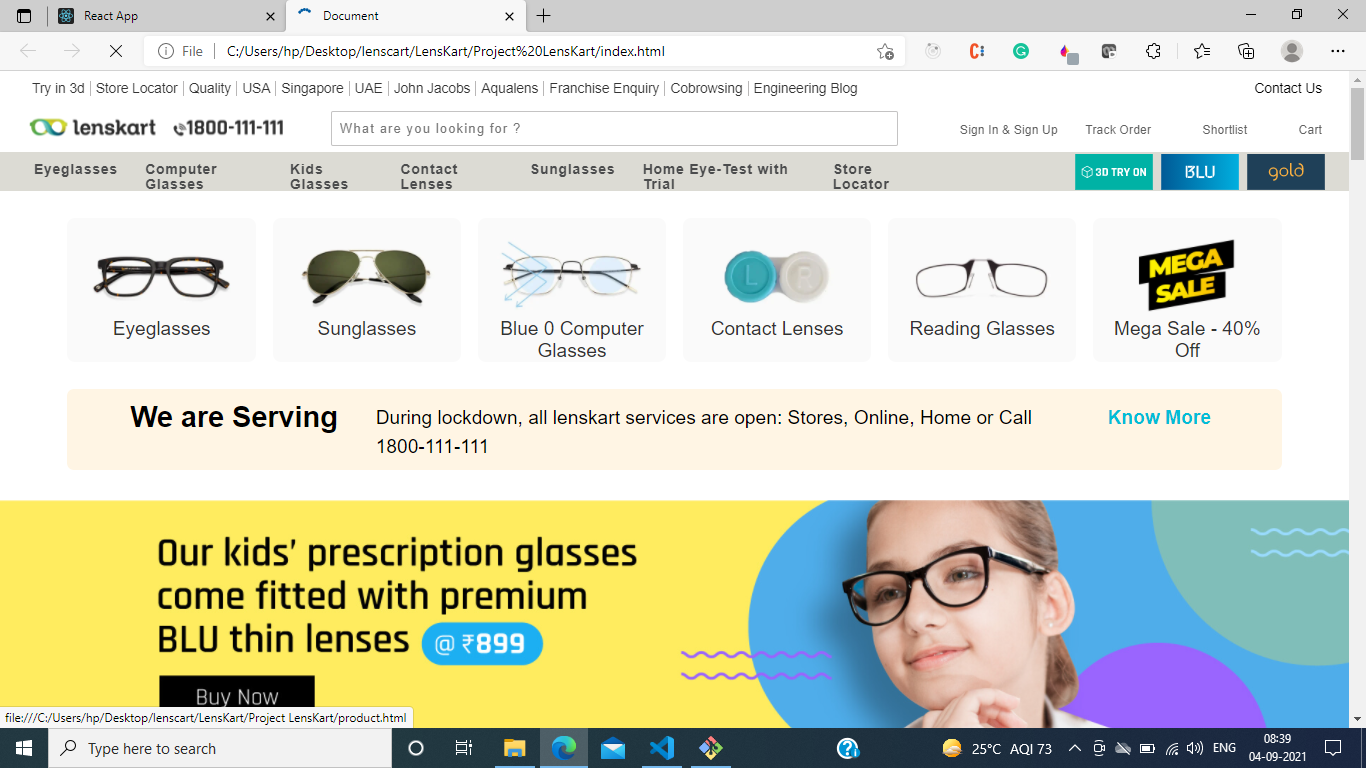 React App
Document
File
C:/Users/hp/Desktop/lenscart/LensKart/Project%20LensKart/index.html
Try in 3d Store Locator Quality USA Singapore UAE John Jacobs Aqualens Franchise Enquiry Cobrowsing Engineering Blog Contact Us
lenskart 1800-111-111
What are you looking for ?
Sign In & Sign Up Track Order Shortlist Cart
Eyeglasses
Computer
Glasses
Kids
Glasses
Contact
Lenses
Sunglasses
Home Eye-Test with
Trial
Store
Locator
3D TRY ON
BLU
gold
Eyeglasses
Sunglasses
Blue 0 Computer
Glasses
L R
Contact Lenses
Reading Glasses
MEGA
SALE
Mega Sale - 40%
Off
We are Serving
During lockdown, all lenskart services are open: Stores, Online, Home or Call
1800-111-111
Know More
Our kids' prescription glasses
come fitted with premium
BLU thin lenses @ ₹899
Buy Now
file:///C:/Users/hp/Desktop/lenscart/LensKart/Project LensKart/product.html
Type here to search
25°C AQI 73
ENG
08:39
04-09-2021